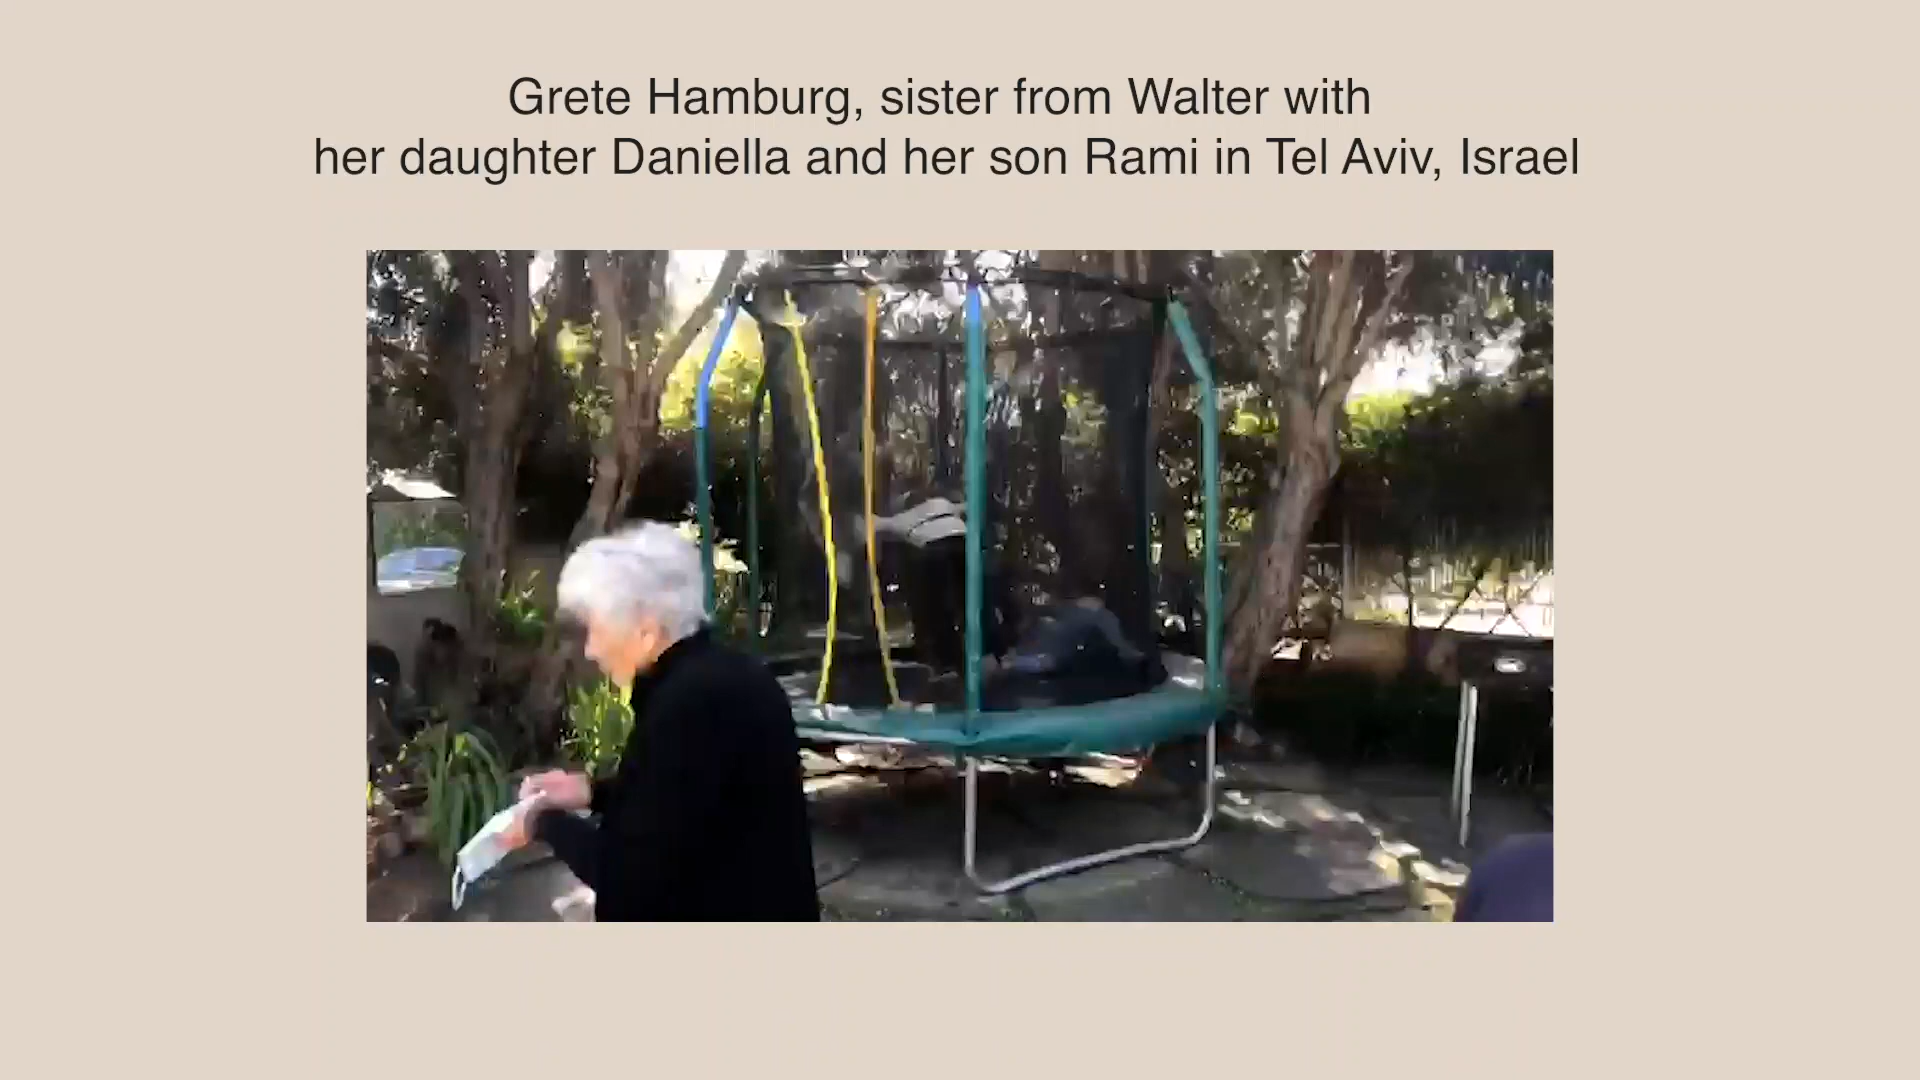 Grete Hamburg, sister from Walter with
her daughter Daniella and her son Rami in Tel Aviv, Israel